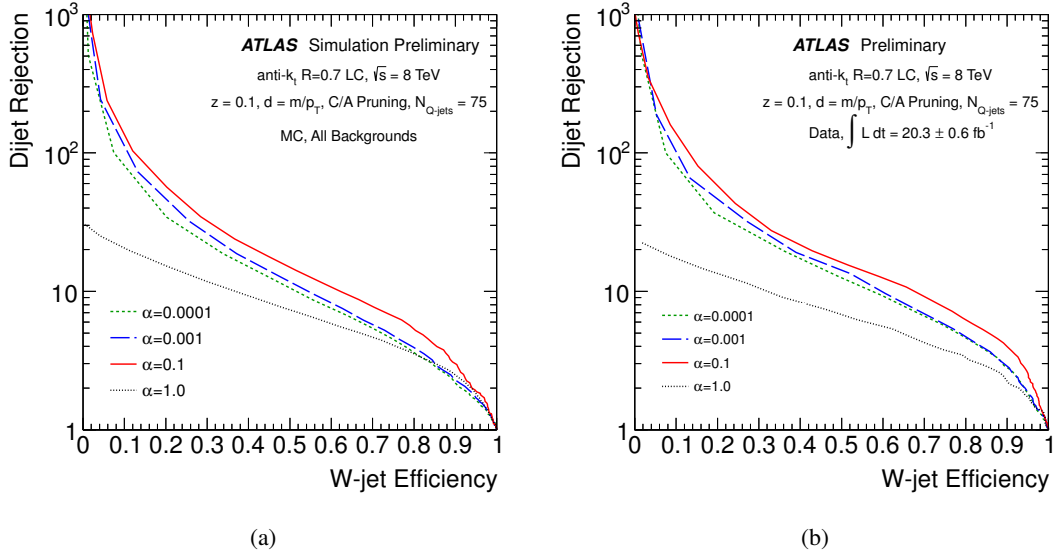 Dijet Rejection
10³
10²
10
1
ATLAS Simulation Preliminary
anti-kₜ R=0.7 LC, √s = 8 TeV
z = 0.1, d = m/p_T, C/A Pruning, N_Q-jets = 75
MC, All Backgrounds
α=0.0001
α=0.001
α=0.1
α=1.0
0 0.1 0.2 0.3 0.4 0.5 0.6 0.7 0.8 0.9 1
W-jet Efficiency
(a)
Dijet Rejection
10³
10²
10
1
ATLAS Preliminary
anti-kₜ R=0.7 LC, √s = 8 TeV
z = 0.1, d = m/p_T, C/A Pruning, N_Q-jets = 75
Data, ∫ L dt = 20.3 ± 0.6 fb⁻¹
α=0.0001
α=0.001
α=0.1
α=1.0
0 0.1 0.2 0.3 0.4 0.5 0.6 0.7 0.8 0.9 1
W-jet Efficiency
(b)